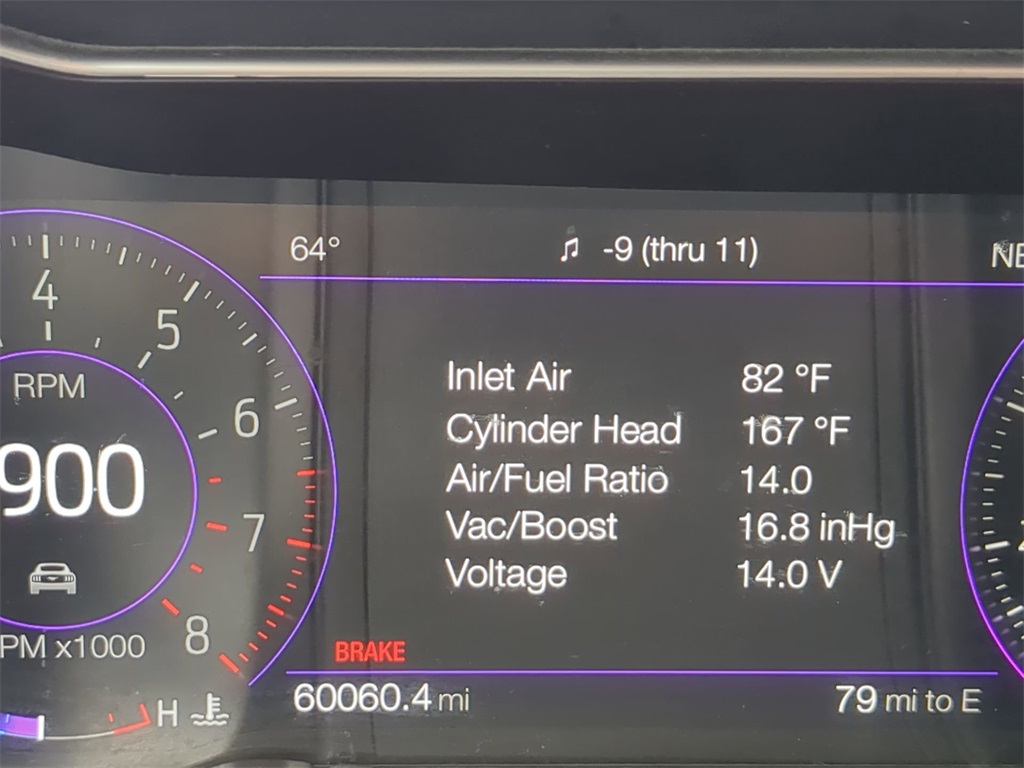 64° -9 (thru 11)
4
5
RPM
6
900
7
8
Inlet Air 82 °F
Cylinder Head 167 °F
Air/Fuel Ratio 14.0
Vac/Boost 16.8 inHg
Voltage 14.0 V
PM x1000
BRAKE
H
60060.4 mi 79 mi to E